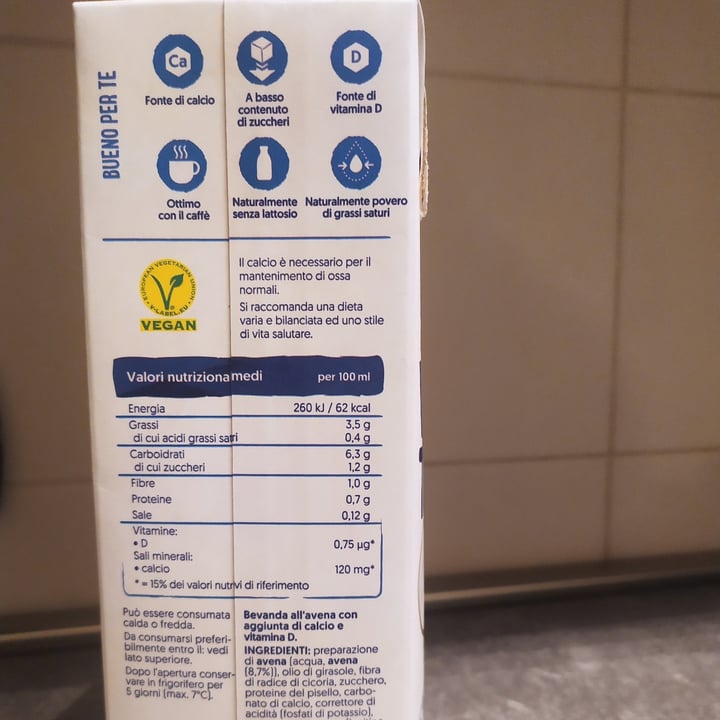 BUENO PER TE
Ca
Fonte di calcio
A basso
contenuto
di zuccheri
D
Fonte di
vitamina D
Ottimo
con il caffè
Naturalmente
senza lattosio
Naturalmente povero
di grassi saturi
EUROPEAN VEGETARIAN UNION
V-LABEL.EU
VEGAN
Il calcio è necessario per il
mantenimento di ossa
normali.
Si raccomanda una dieta
varia e bilanciata ed uno stile
di vita salutare.
Valori nutriziona medi per 100 ml
Energia 260 kJ / 62 kcal
Grassi 3,5 g
di cui acidi grassi satri 0,4 g
Carboidrati 6,3 g
di cui zuccheri 1,2 g
Fibre 1,0 g
Proteine 0,7 g
Sale 0,12 g
Vitamine:
• D 0,75 µg*
Sali minerali:
• calcio 120 mg*
* = 15% dei valori nutrvi di riferimento
Può essere consumata
calda o fredda.
Da consumarsi preferi-
bilmente entro il: vedi
lato superiore.
Dopo l'apertura conser-
vare in frigorifero per
5 giorni (max. 7°C).
Bevanda all'avena con
aggiunta di calcio e
vitamina D.
INGREDIENTI: preparazione
di avena (acqua, avena
(8,7%)), olio di girasole, fibra
di radice di cicoria, zucchero,
proteine del pisello, carbo-
nato di calcio, correttore di
acidità (fosfati di potassio),